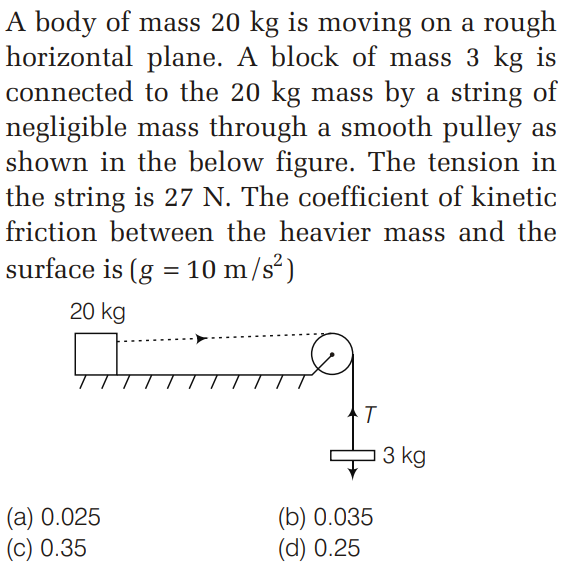 A body of mass 20 kg is moving on a rough
horizontal plane. A block of mass 3 kg is
connected to the 20 kg mass by a string of
negligible mass through a smooth pulley as
shown in the below figure. The tension in
the string is 27 N. The coefficient of kinetic
friction between the heavier mass and the
surface is (g = 10 m/s²)
20 kg
T
3 kg
(a) 0.025 (b) 0.035
(c) 0.35 (d) 0.25